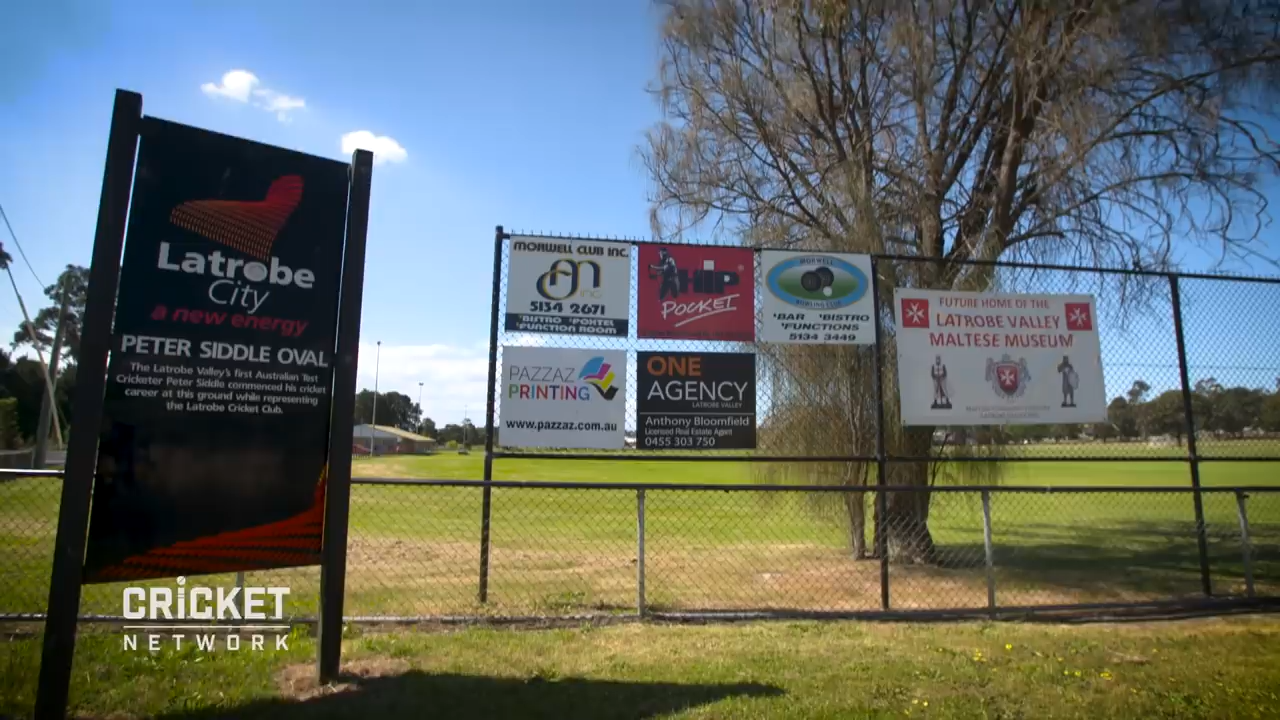 Latrobe
City
a new energy
PETER SIDDLE OVAL
The Latrobe Valley's first Australian Test
Cricketer Peter Siddle commenced his cricket
career at this ground while representing
the Latrobe Cricket Club.
MORWELL CLUB INC.
5134 2671
*BISTRO *POKTEL
*FUNCTION ROOM
HIP
POCKET
MORWELL
BOWLING CLUB
*BAR *BISTRO
*FUNCTIONS
5134 3449
PAZZAZ
PRINTING
www.pazzaz.com.au
ONE
AGENCY
LATROBE VALLEY
Anthony Bloomfield
Licensed Real Estate Agent
0455 303 750
FUTURE HOME OF THE
LATROBE VALLEY
MALTESE MUSEUM
CRICKET
NETWORK